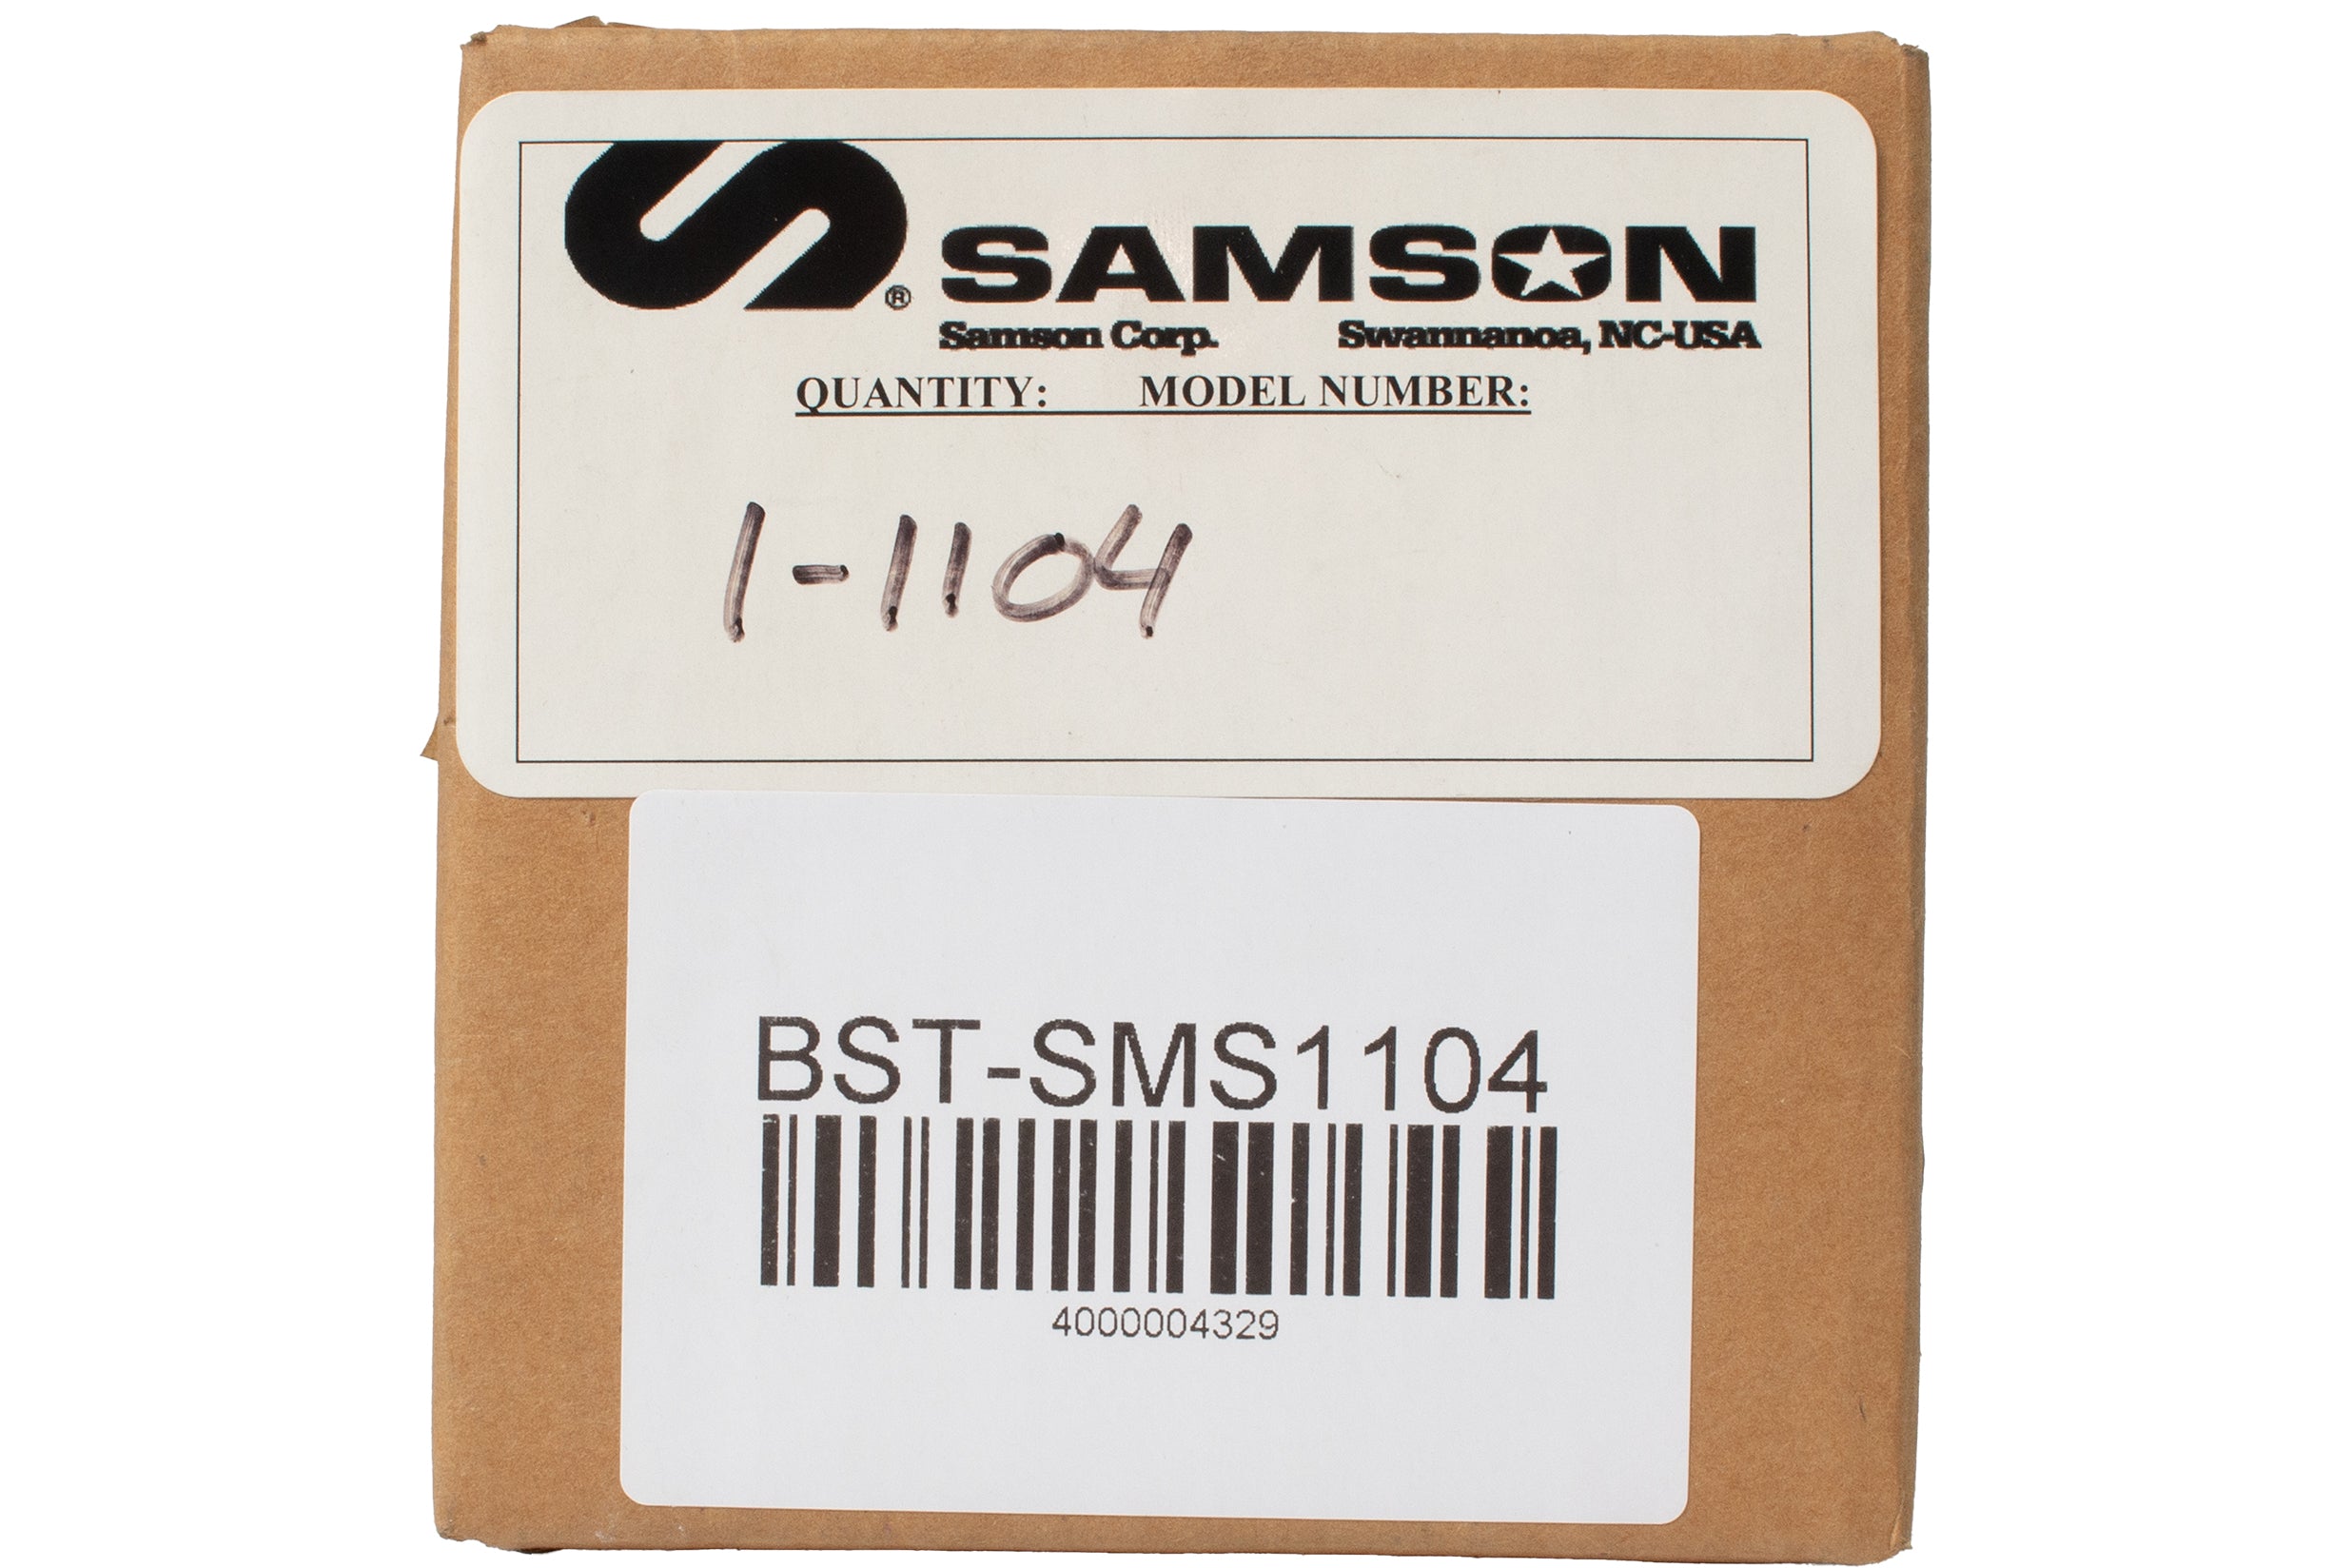 ® SAMSON
Samson Corp. Swannanoa, NC-USA
QUANTITY: MODEL NUMBER:
1-1104
BST-SMS1104
4000004329